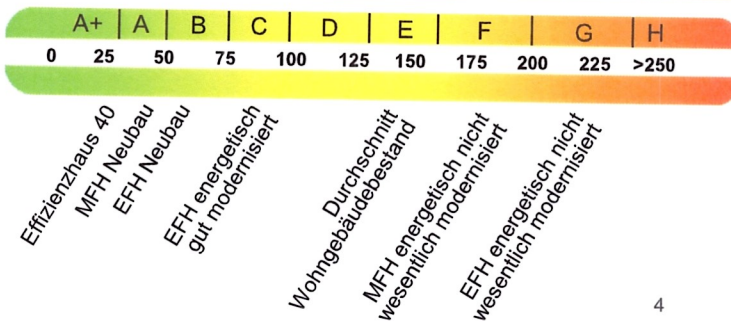 A+ A B C D E F G H
0 25 50 75 100 125 150 175 200 225 >250
Effizienzhaus 40
MFH Neubau
EFH Neubau
EFH energetisch
gut modernisiert
Durchschnitt
Wohngebäudebestand
MFH energetisch nicht
wesentlich modernisiert
EFH energetisch nicht
wesentlich modernisiert
4